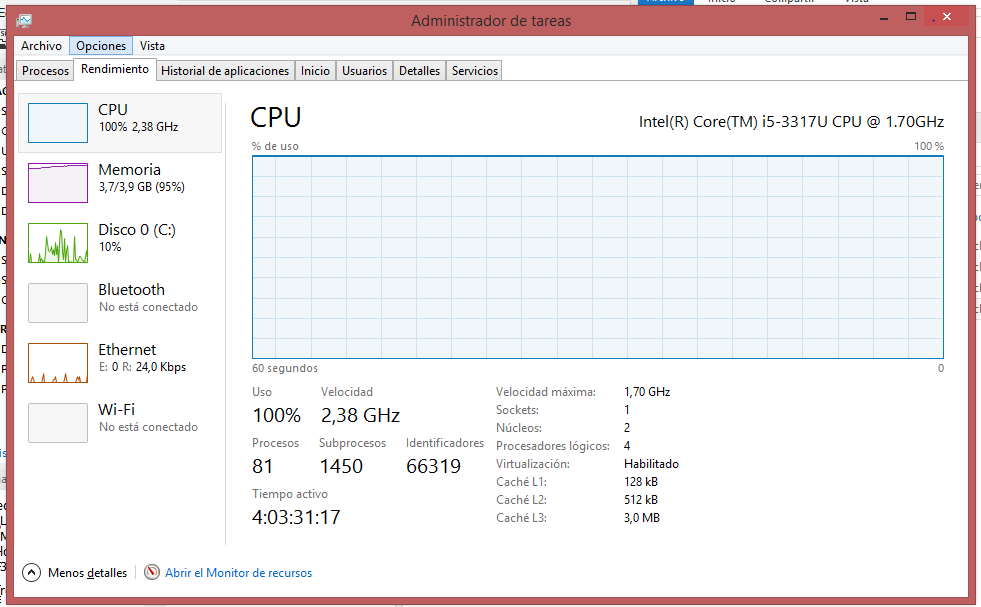 Administrador de tareas
Archivo Opciones Vista
Procesos Rendimiento Historial de aplicaciones Inicio Usuarios Detalles Servicios
CPU
100% 2,38 GHz
Memoria
3,7/3,9 GB (95%)
Disco 0 (C:)
10%
Bluetooth
No está conectado
Ethernet
E: 0 R: 24,0 Kbps
Wi-Fi
No está conectado
CPU Intel(R) Core(TM) i5-3317U CPU @ 1.70GHz
% de uso 100 %
60 segundos 0
Uso Velocidad
100% 2,38 GHz
Procesos Subprocesos Identificadores
81 1450 66319
Tiempo activo
4:03:31:17
Velocidad máxima: 1,70 GHz
Sockets: 1
Núcleos: 2
Procesadores lógicos: 4
Virtualización: Habilitado
Caché L1: 128 kB
Caché L2: 512 kB
Caché L3: 3,0 MB
Menos detalles Abrir el Monitor de recursos